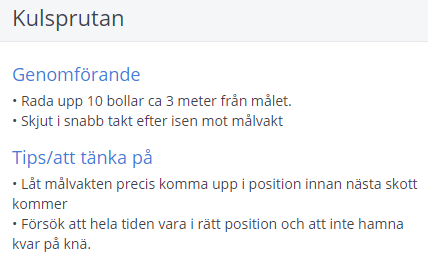 Kulsprutan
Genomförande
• Rada upp 10 bollar ca 3 meter från målet.
• Skjut i snabb takt efter isen mot målvakt
Tips/att tänka på
• Låt målvakten precis komma upp i position innan nästa skott
kommer
• Försök att hela tiden vara i rätt position och att inte hamna
kvar på knä.